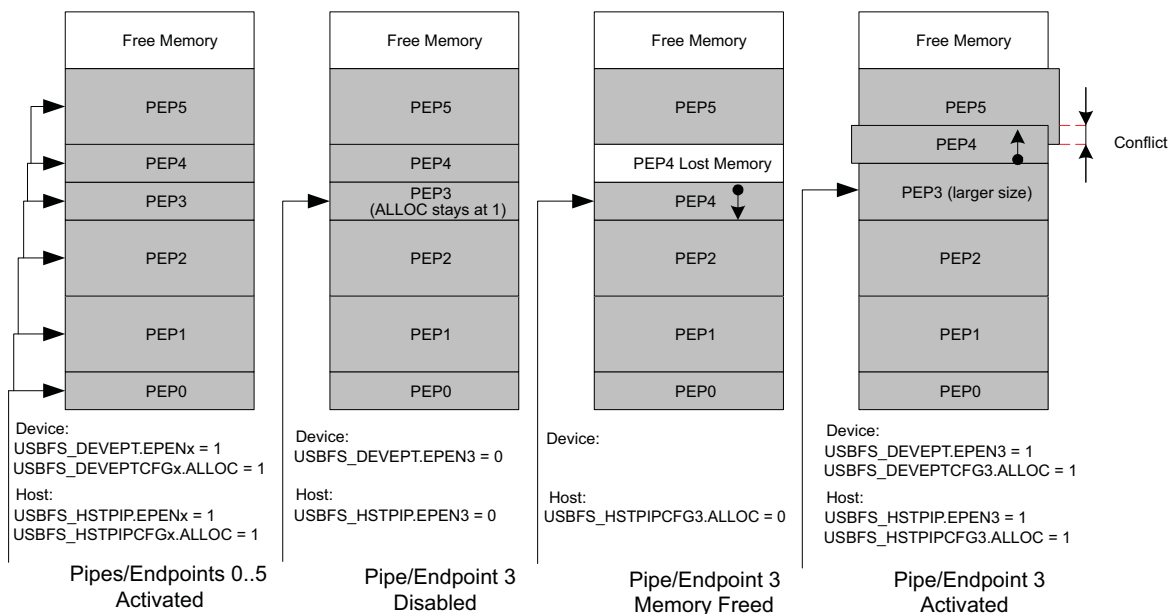 Free Memory
PEP5
PEP4
PEP3
PEP2
PEP1
PEP0
Device:
USBFS_DEVEPT.EPENx = 1
USBFS_DEVEPTCFGx.ALLOC = 1
Host:
USBFS_HSTPIP.EPENx = 1
USBFS_HSTPIPCFGx.ALLOC = 1
Pipes/Endpoints 0..5
Activated
Free Memory
PEP5
PEP4
PEP3
(ALLOC stays at 1)
PEP2
PEP1
PEP0
Device:
USBFS_DEVEPT.EPEN3 = 0
Host:
USBFS_HSTPIP.EPEN3 = 0
Pipe/Endpoint 3
Disabled
Free Memory
PEP5
PEP4 Lost Memory
PEP4
PEP2
PEP1
PEP0
Device:
Host:
USBFS_HSTPIPCFG3.ALLOC = 0
Pipe/Endpoint 3
Memory Freed
Free Memory
PEP5
PEP4
Conflict
PEP3 (larger size)
PEP2
PEP1
PEP0
Device:
USBFS_DEVEPT.EPEN3 = 1
USBFS_DEVEPTCFG3.ALLOC = 1
Host:
USBFS_HSTPIP.EPEN3 = 1
USBFS_HSTPIPCFG3.ALLOC = 1
Pipe/Endpoint 3
Activated